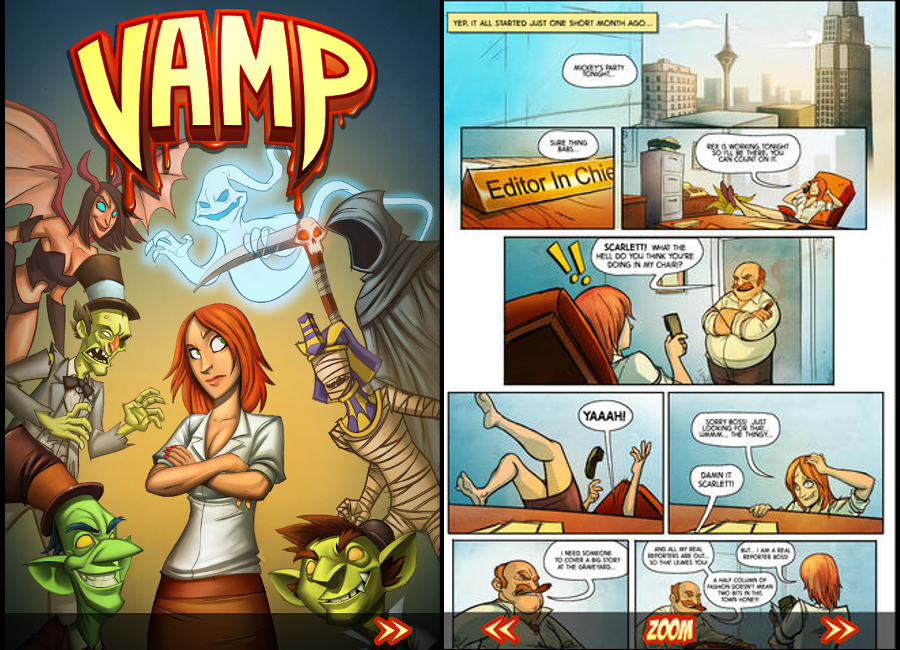 VAMP
YEP, IT ALL STARTED JUST ONE SHORT MONTH AGO...
MICKEY'S PARTY
TONIGHT...
SURE THING
BABS...
Editor In Chie
REX IS WORKING TONIGHT
SO I'LL BE THERE. YOU
CAN COUNT ON IT.
SCARLETT! WHAT THE
HELL DO YOU THINK YOU'RE
DOING IN MY CHAIR!?
!!
YAAAH!
SORRY BOSS! JUST
LOOKING FOR THAT...
UMMM... THE THINGY...
DAMN IT
SCARLETT!
I NEED SOMEONE
TO COVER A BIG STORY
AT THE GRAVEYARD...
AND ALL MY REAL
REPORTERS ARE OUT...
SO THAT LEAVES YOU!
BUT... I AM A REAL
REPORTER BOSS!
A HALF COLUMN OF
FASHION DOESN'T MEAN
TWO BITS IN THIS
TOWN HONEY!!
ZOOM